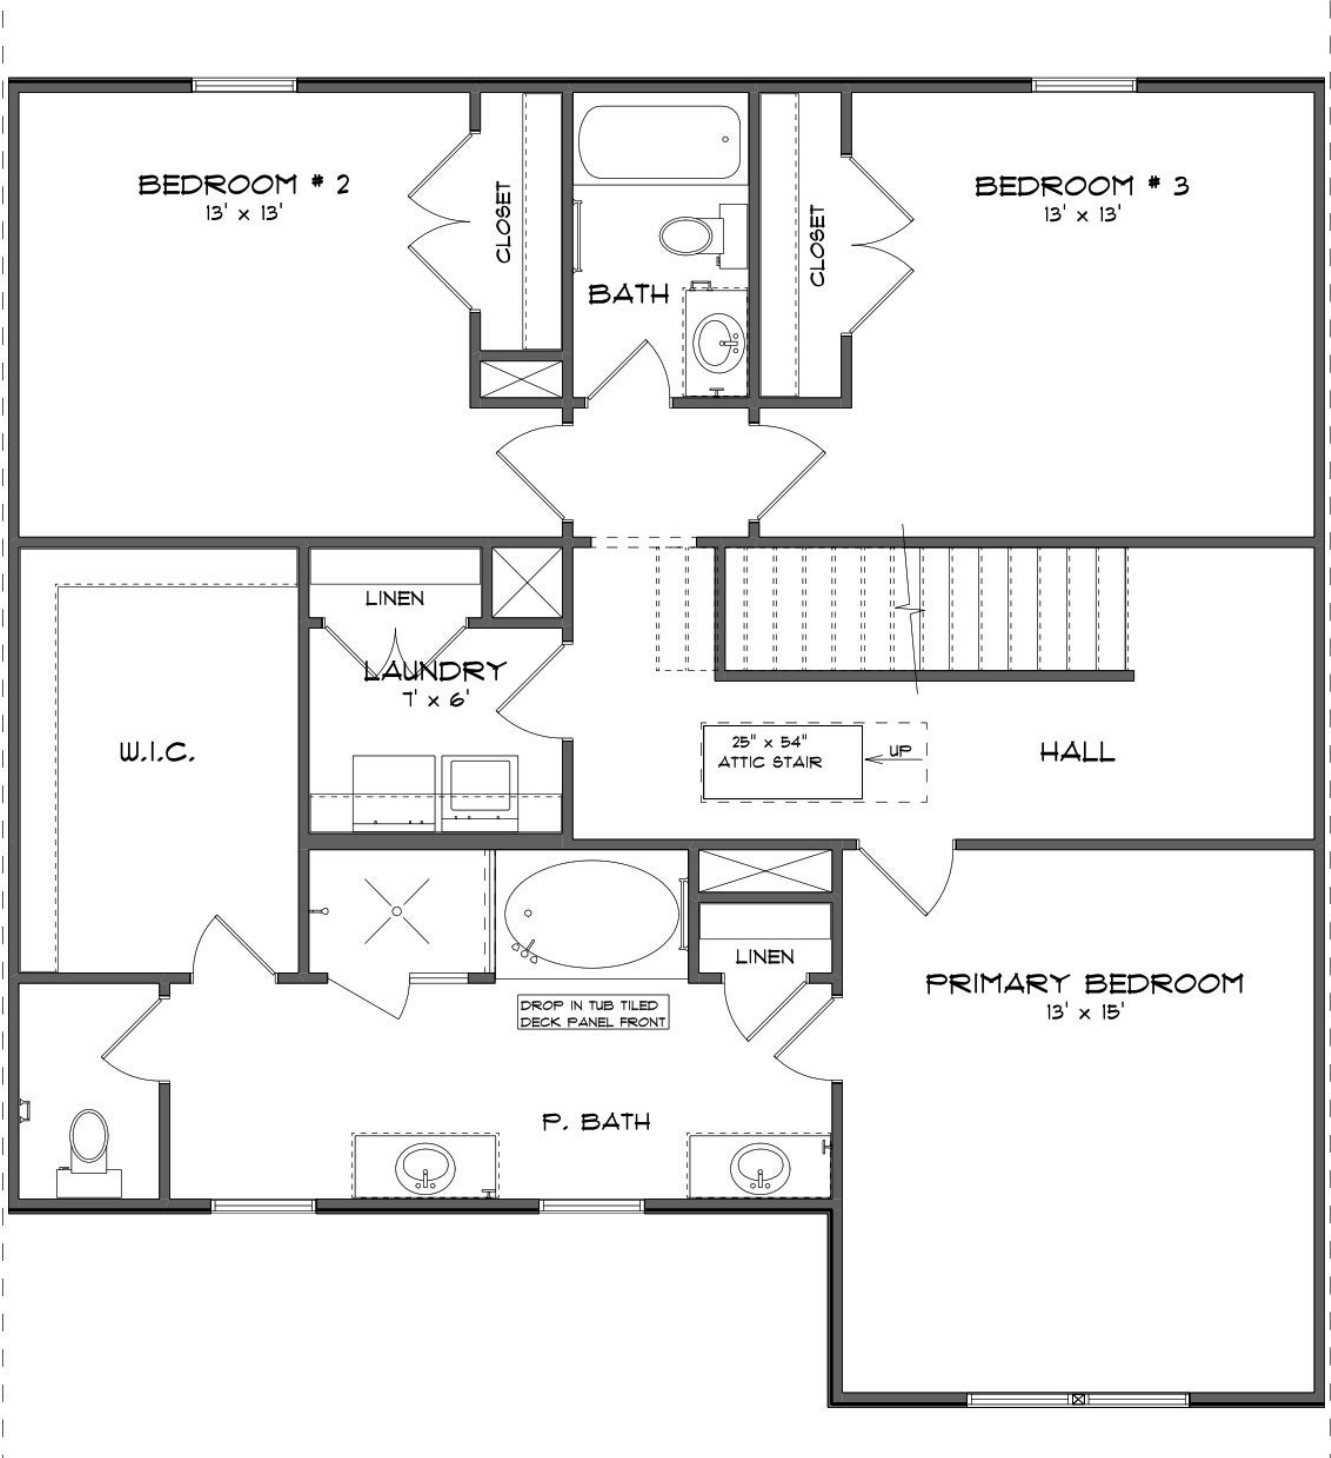 BEDROOM # 2
13' x 13'
CLOSET
BATH
CLOSET
BEDROOM # 3
13' x 13'
LINEN
LAUNDRY
7' x 6'
W.I.C.
25" x 54"
ATTIC STAIR
UP
HALL
LINEN
DROP IN TUB TILED
DECK PANEL FRONT
PRIMARY BEDROOM
13' x 15'
P. BATH